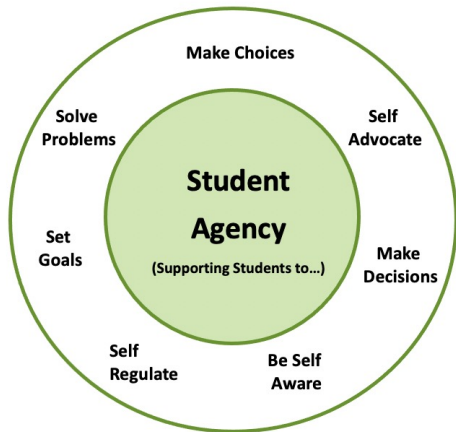 Make Choices
Self
Advocate
Make
Decisions
Be Self
Aware
Self
Regulate
Set
Goals
Solve
Problems
Student
Agency
(Supporting Students to...)